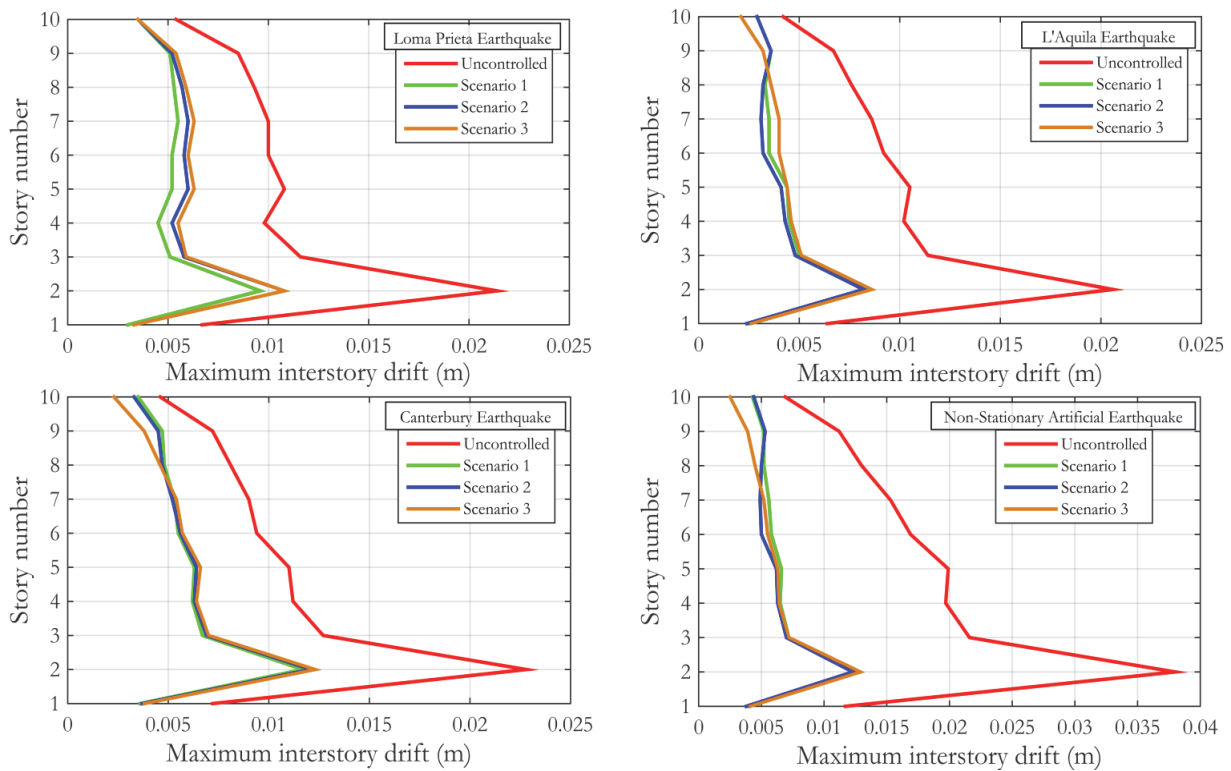 10
9
8
7
6
5
4
3
2
1
Story number
Loma Prieta Earthquake
Uncontrolled
Scenario 1
Scenario 2
Scenario 3
0 0.005 0.01 0.015 0.02 0.025
Maximum interstory drift (m)
10
9
8
7
6
5
4
3
2
1
Story number
L'Aquila Earthquake
Uncontrolled
Scenario 1
Scenario 2
Scenario 3
0 0.005 0.01 0.015 0.02 0.025
Maximum interstory drift (m)
10
9
8
7
6
5
4
3
2
1
Story number
Canterbury Earthquake
Uncontrolled
Scenario 1
Scenario 2
Scenario 3
0 0.005 0.01 0.015 0.02 0.025
Maximum interstory drift (m)
10
9
8
7
6
5
4
3
2
1
Story number
Non-Stationary Artificial Earthquake
Uncontrolled
Scenario 1
Scenario 2
Scenario 3
0 0.005 0.01 0.015 0.02 0.025 0.03 0.035 0.04
Maximum interstory drift (m)